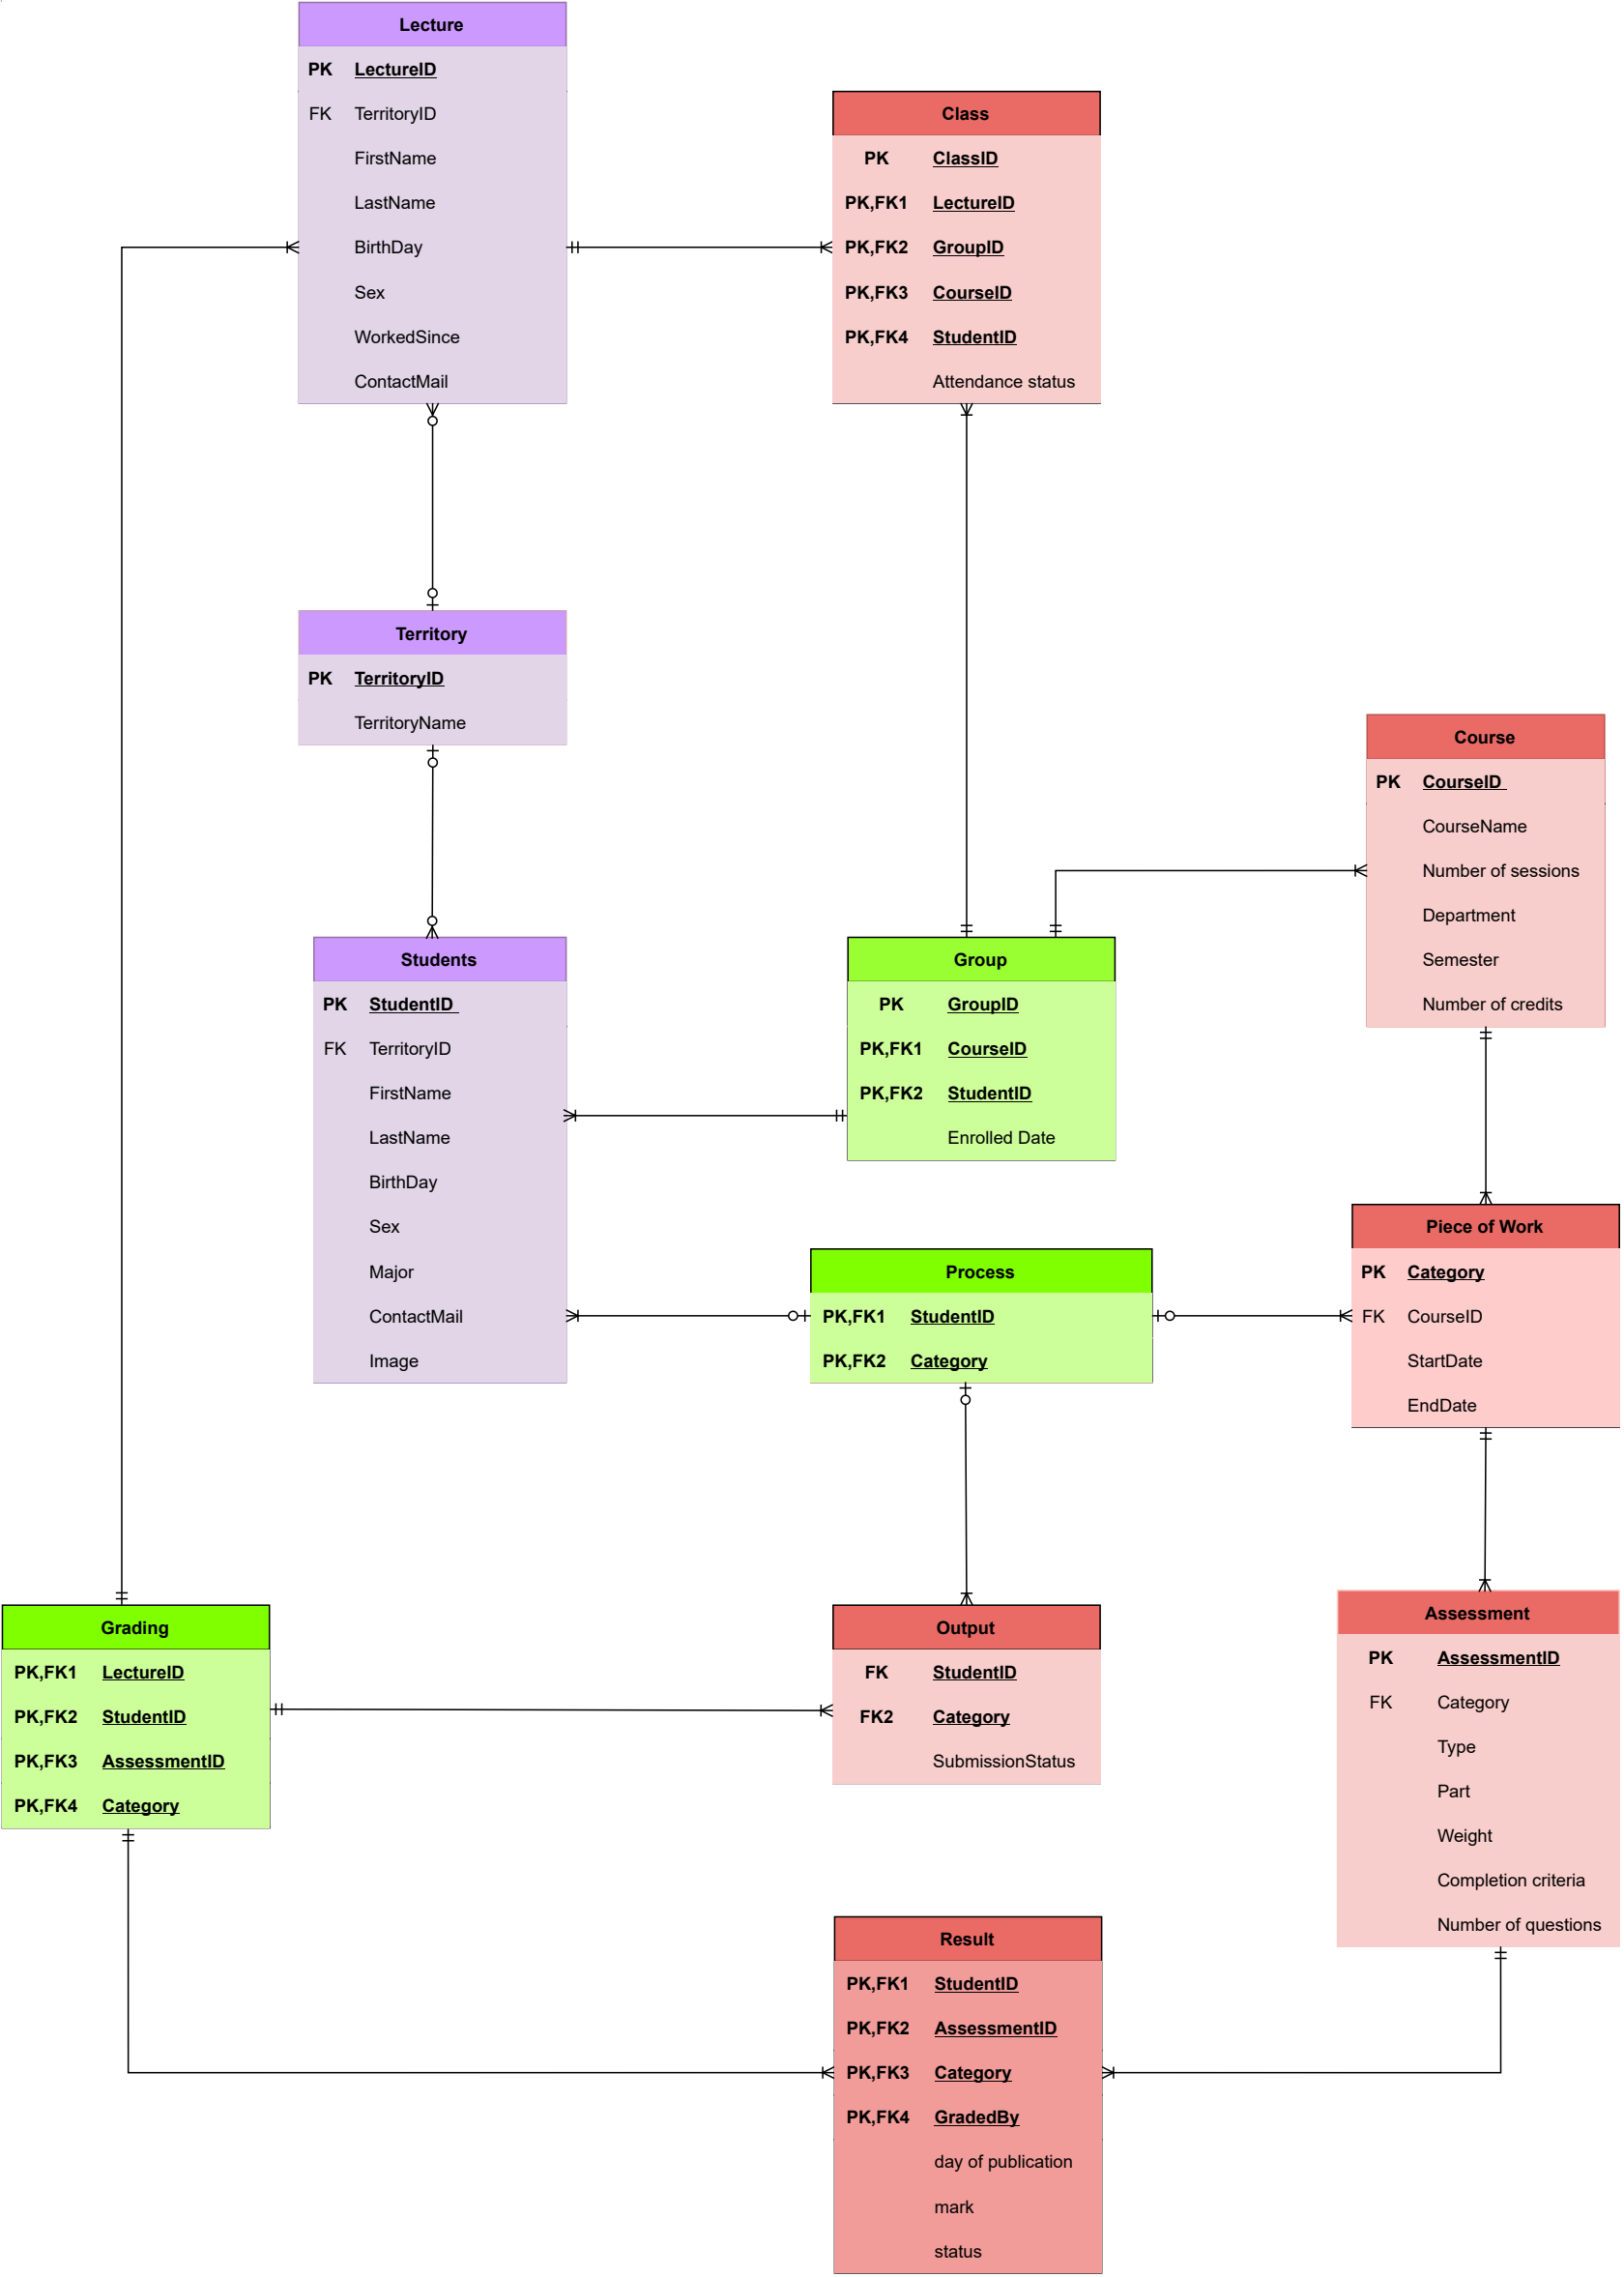 Lecture
PK LectureID
FK TerritoryID
FirstName
LastName
BirthDay
Sex
WorkedSince
ContactMail
Class
PK ClassID
PK,FK1 LectureID
PK,FK2 GroupID
PK,FK3 CourseID
PK,FK4 StudentID
Attendance status
Territory
PK TerritoryID
TerritoryName
Course
PK CourseID
CourseName
Number of sessions
Department
Semester
Number of credits
Students
PK StudentID
FK TerritoryID
FirstName
LastName
BirthDay
Sex
Major
ContactMail
Image
Group
PK GroupID
PK,FK1 CourseID
PK,FK2 StudentID
Enrolled Date
Process
PK,FK1 StudentID
PK,FK2 Category
Piece of Work
PK Category
FK CourseID
StartDate
EndDate
Grading
PK,FK1 LectureID
PK,FK2 StudentID
PK,FK3 AssessmentID
PK,FK4 Category
Output
FK StudentID
FK2 Category
SubmissionStatus
Assessment
PK AssessmentID
FK Category
Type
Part
Weight
Completion criteria
Number of questions
Result
PK,FK1 StudentID
PK,FK2 AssessmentID
PK,FK3 Category
PK,FK4 GradedBy
day of publication
mark
status